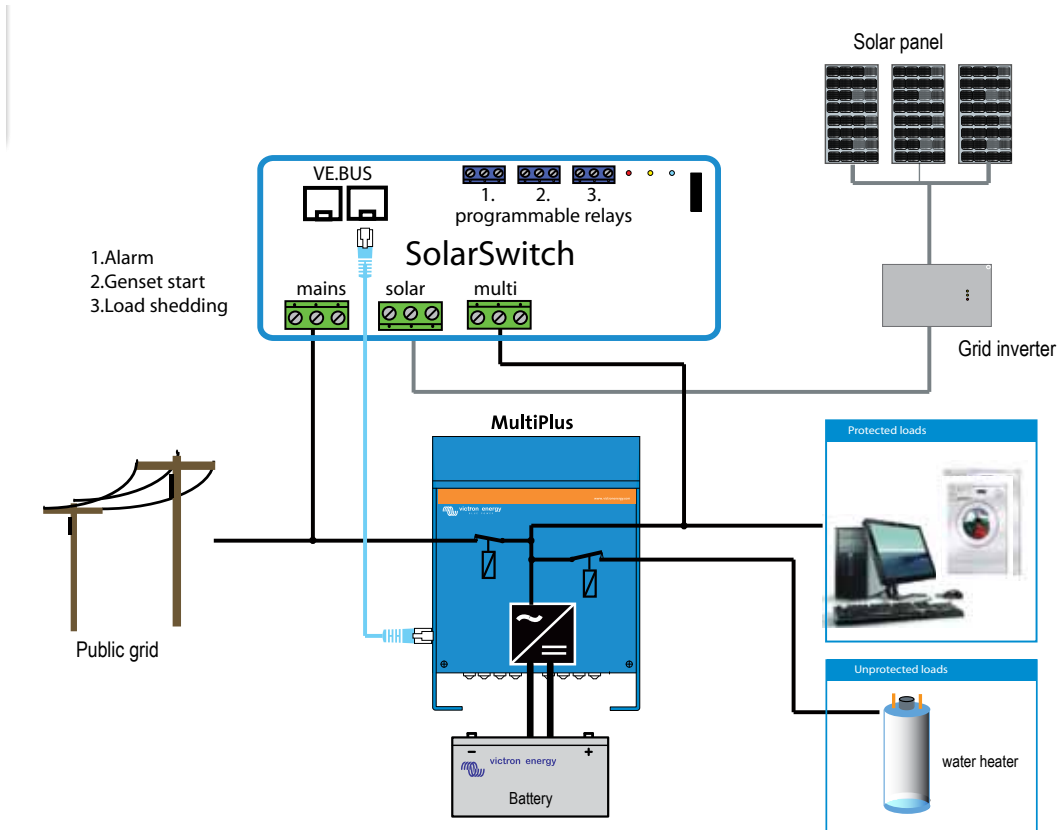 Solar panel
VE.BUS
1. 2. 3.
programmable relays
SolarSwitch
1.Alarm
2.Genset start
3.Load shedding
mains solar multi
Grid inverter
MultiPlus
Protected loads
victron energy
Public grid
Unprotected loads
water heater
− +
victron energy
Battery